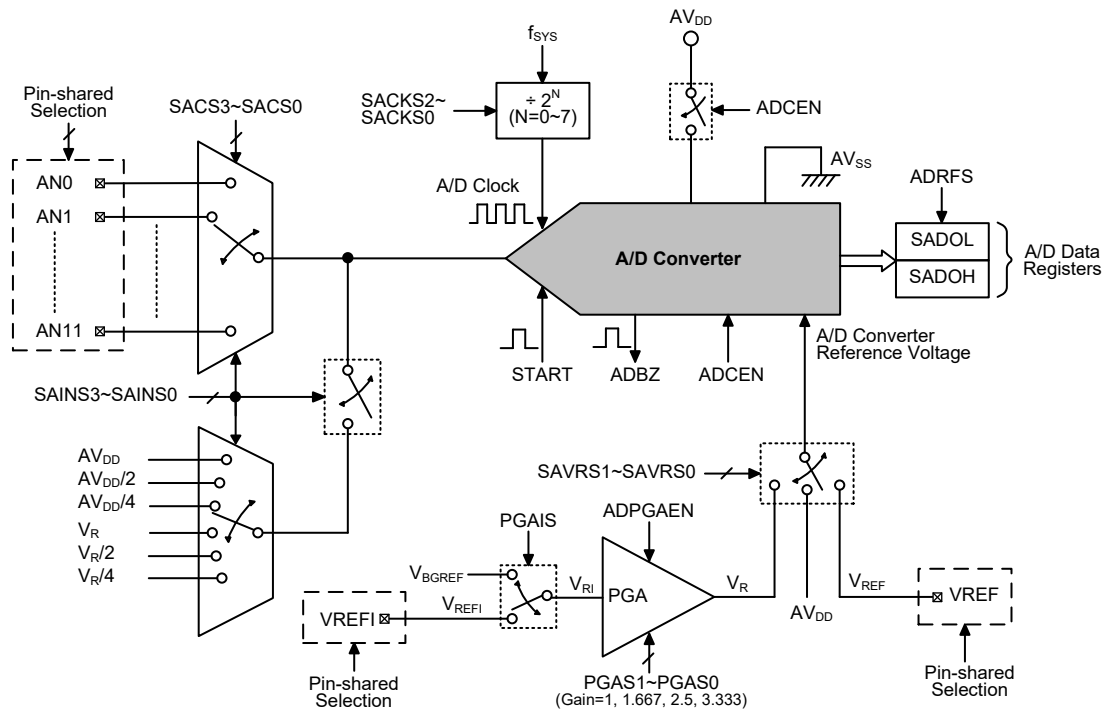 f_SYS
AV_DD
Pin-shared
Selection
SACS3~SACS0
SACKS2~
SACKS0
÷ 2^N
(N=0~7)
ADCEN
AN0
AN1
AN11
A/D Clock
AV_SS
ADRFS
A/D Converter
SADOL
SADOH
A/D Data
Registers
START
ADBZ
ADCEN
A/D Converter
Reference Voltage
SAINS3~SAINS0
AV_DD
AV_DD/2
AV_DD/4
V_R
V_R/2
V_R/4
SAVRS1~SAVRS0
PGAIS
ADPGAEN
V_BGREF
V_REFI
VREFI
V_RI
PGA
V_R
AV_DD
V_REF
VREF
Pin-shared
Selection
PGAS1~PGAS0
(Gain=1, 1.667, 2.5, 3.333)
Pin-shared
Selection